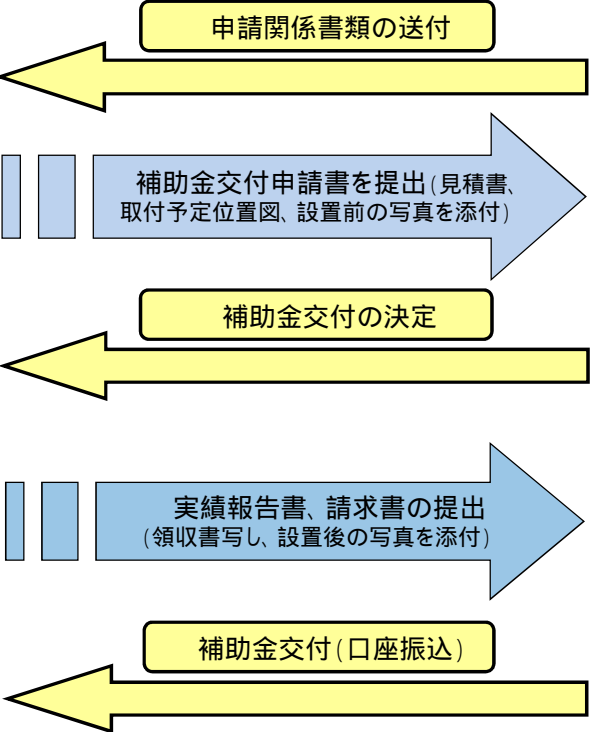 申請関係書類の送付
補助金交付申請書を提出(見積書、
取付予定位置図、設置前の写真を添付)
補助金交付の決定
実績報告書、請求書の提出
(領収書写し、設置後の写真を添付)
補助金交付(口座振込)